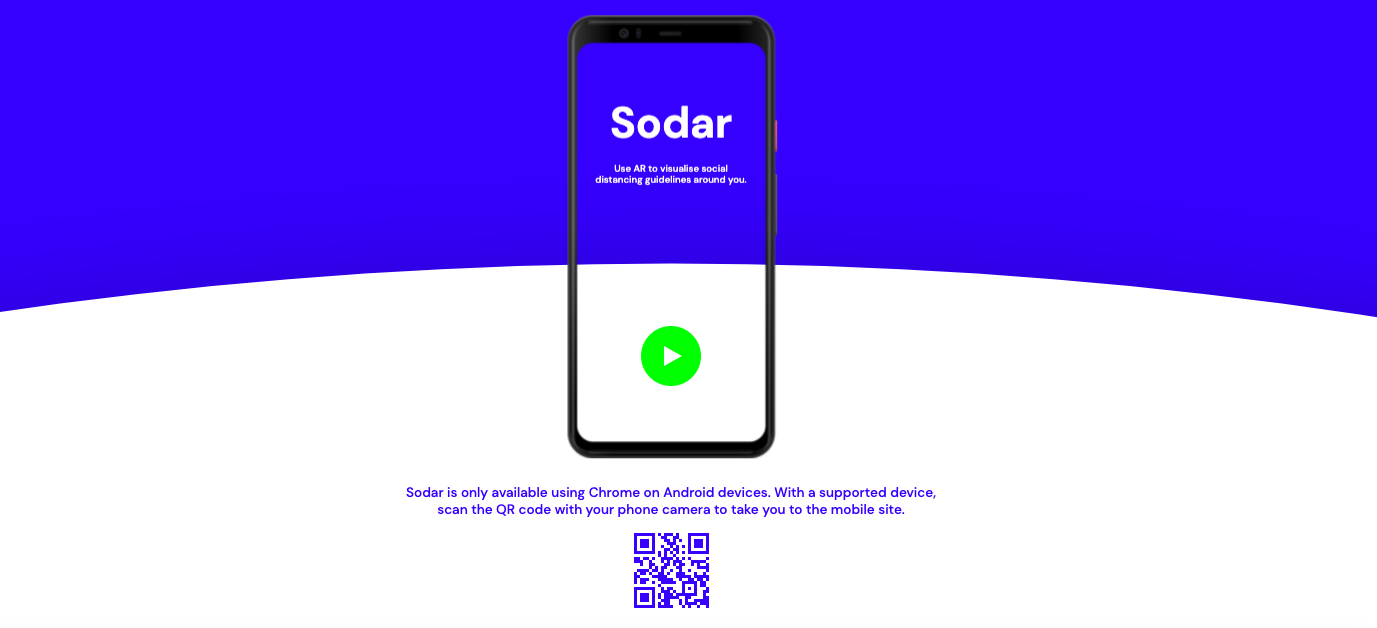 Sodar
Use AR to visualise social
distancing guidelines around you.
Sodar is only available using Chrome on Android devices. With a supported device,
scan the QR code with your phone camera to take you to the mobile site.